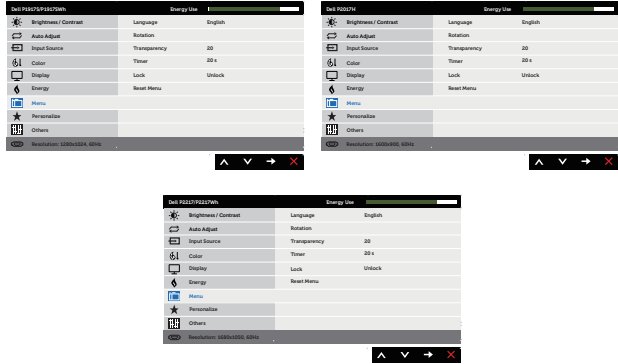 Dell P1917S/P1917SWh Energy Use
Brightness / Contrast Language English
Auto Adjust Rotation
Input Source Transparency 20
Color Timer 20 s
Display Lock Unlock
Energy Reset Menu
Menu
Personalize
Others
Resolution: 1280x1024, 60Hz
Dell P2017H Energy Use
Brightness / Contrast Language English
Auto Adjust Rotation
Input Source Transparency 20
Color Timer 20 s
Display Lock Unlock
Energy Reset Menu
Menu
Personalize
Others
Resolution: 1600x900, 60Hz
Dell P2217/P2217Wh Energy Use
Brightness / Contrast Language English
Auto Adjust Rotation
Input Source Transparency 20
Color Timer 20 s
Display Lock Unlock
Energy Reset Menu
Menu
Personalize
Others
Resolution: 1680x1050, 60Hz